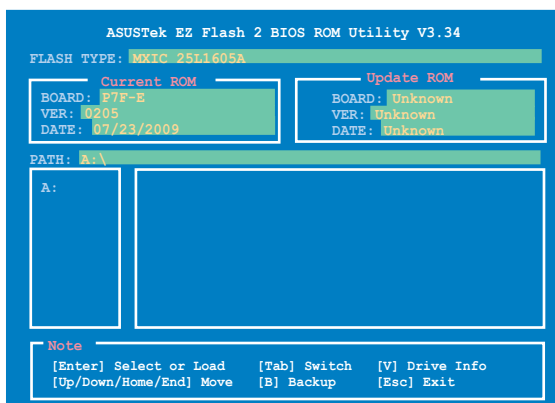 ASUSTek EZ Flash 2 BIOS ROM Utility V3.34
FLASH TYPE: MXIC 25L1605A
Current ROM
BOARD: P7F-E
VER: 0205
DATE: 07/23/2009
Update ROM
BOARD: Unknown
VER: Unknown
DATE: Unknown
PATH: A:\
A:
Note
[Enter] Select or Load [Tab] Switch [V] Drive Info
[Up/Down/Home/End] Move [B] Backup [Esc] Exit